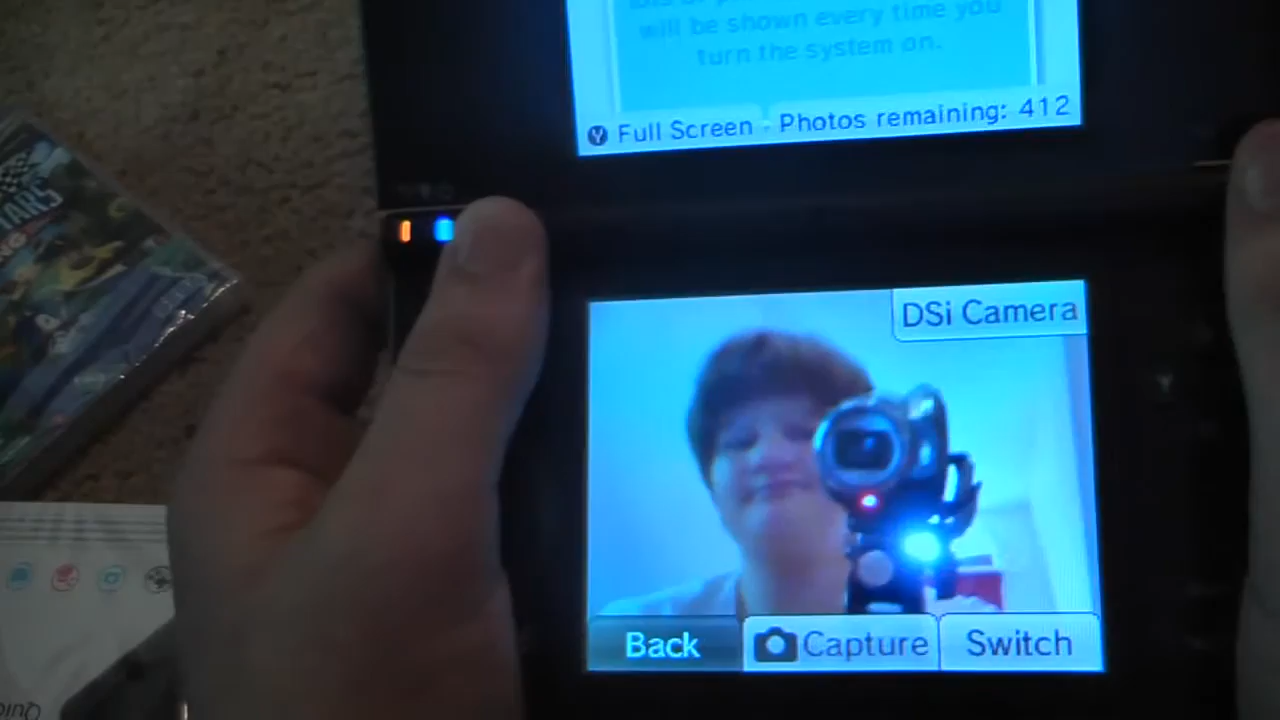 will be shown every time you
turn the system on.
Y Full Screen - Photos remaining: 412
TARS
DSi Camera
Back
Capture
Switch